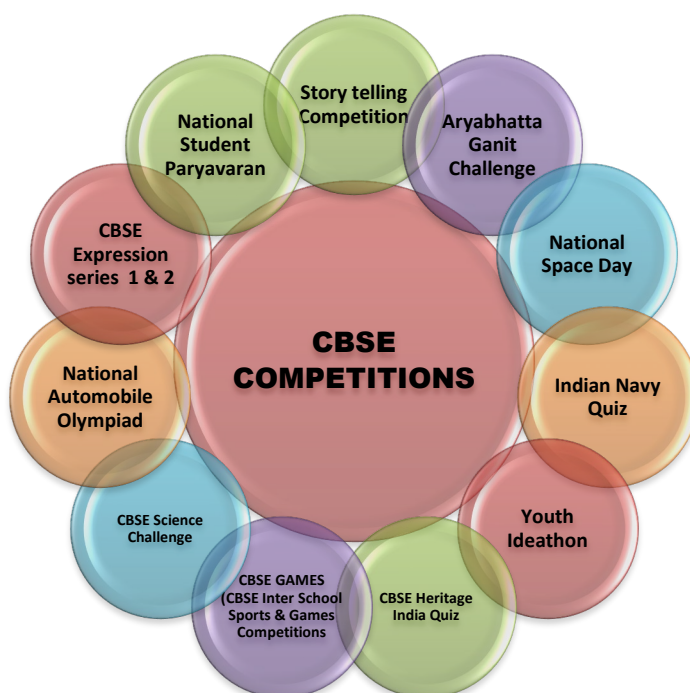 CBSE
COMPETITIONS
Story telling
Competition
Aryabhatta
Ganit
Challenge
National
Space Day
Indian Navy
Quiz
Youth
Ideathon
CBSE Heritage
India Quiz
CBSE GAMES
(CBSE Inter School
Sports & Games
Competitions
CBSE Science
Challenge
National
Automobile
Olympiad
CBSE
Expression
series 1 & 2
National
Student
Paryavaran